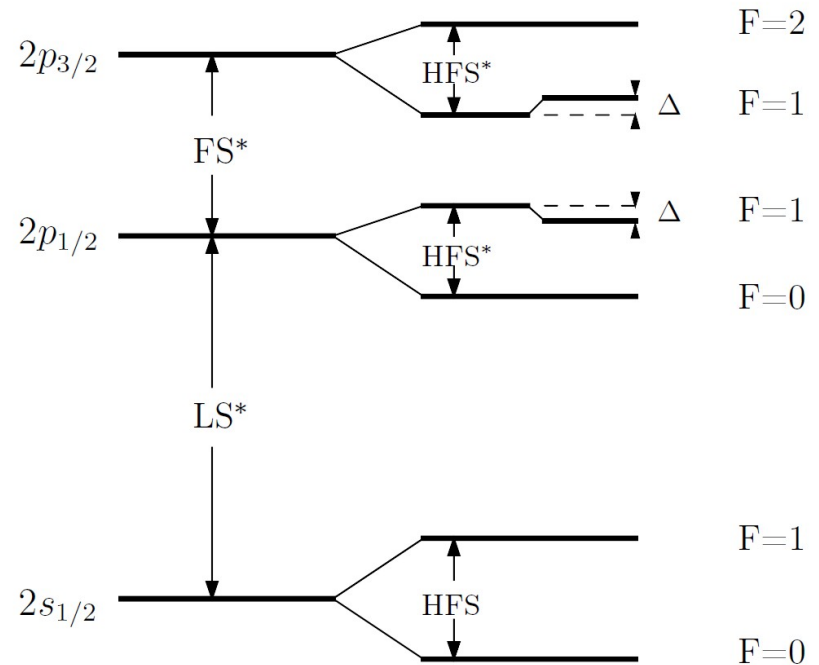 F=2
2p3/2
HFS*
Δ
F=1
FS*
Δ
F=1
2p1/2
HFS*
F=0
LS*
F=1
2s1/2
HFS
F=0